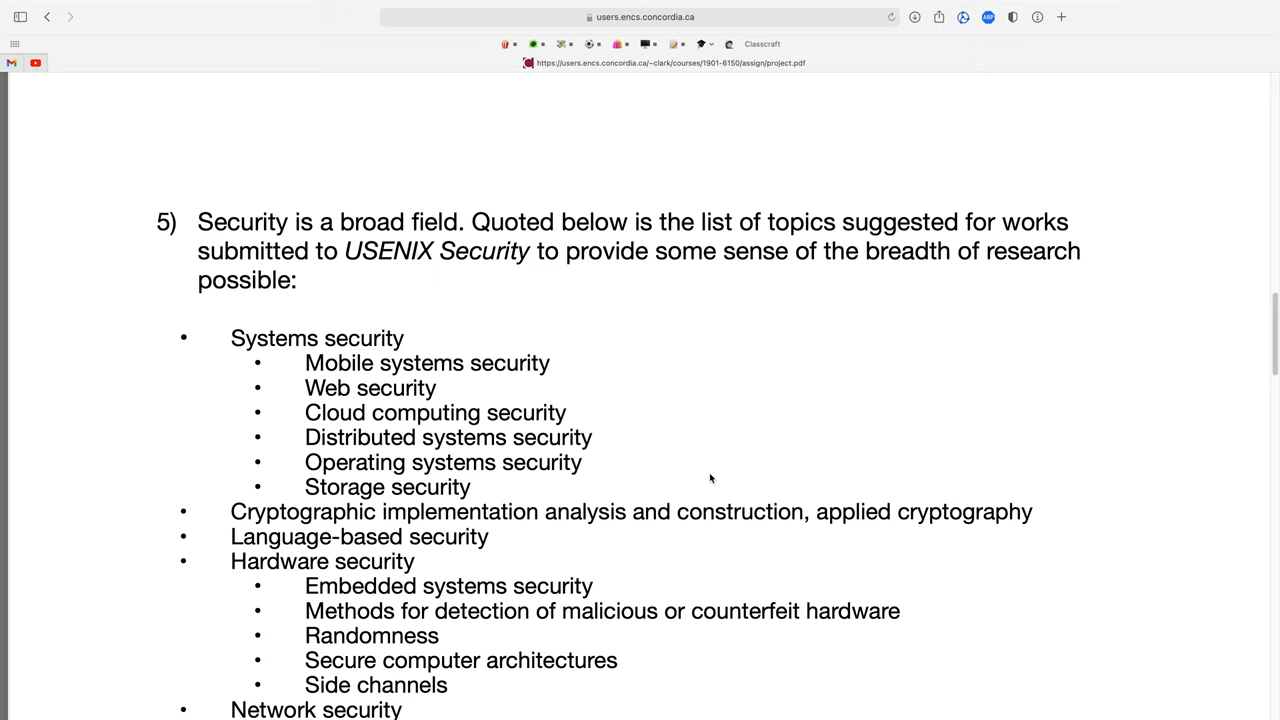 users.encs.concordia.ca
ABP
Classcraft
https://users.encs.concordia.ca/~clark/courses/1901-6150/assign/project.pdf
5) Security is a broad field. Quoted below is the list of topics suggested for works
submitted to USENIX Security to provide some sense of the breadth of research
possible:
• Systems security
• Mobile systems security
• Web security
• Cloud computing security
• Distributed systems security
• Operating systems security
• Storage security
• Cryptographic implementation analysis and construction, applied cryptography
• Language-based security
• Hardware security
• Embedded systems security
• Methods for detection of malicious or counterfeit hardware
• Randomness
• Secure computer architectures
• Side channels
• Network security